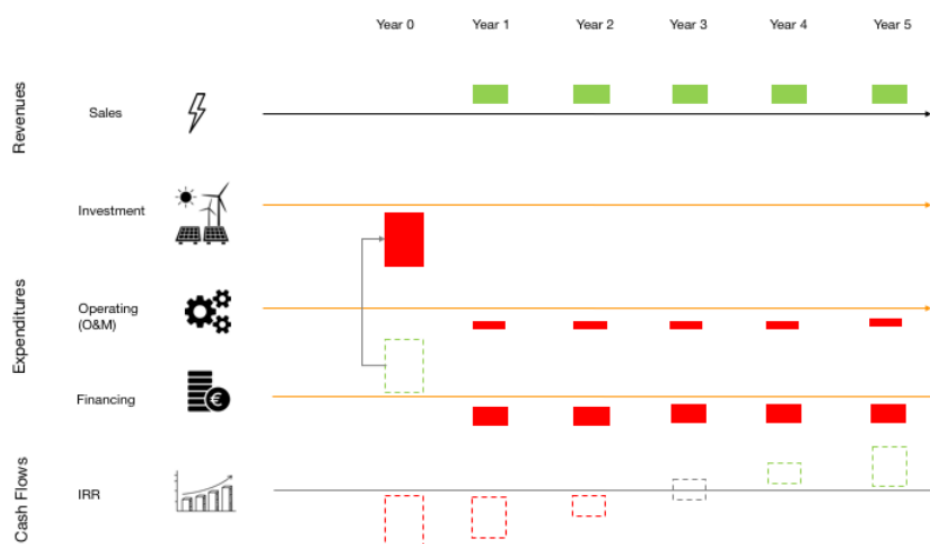 Year 0 Year 1 Year 2 Year 3 Year 4 Year 5
Revenues
Sales
Investment
Expenditures
Operating
(O&M)
€
Financing
Cash Flows
IRR